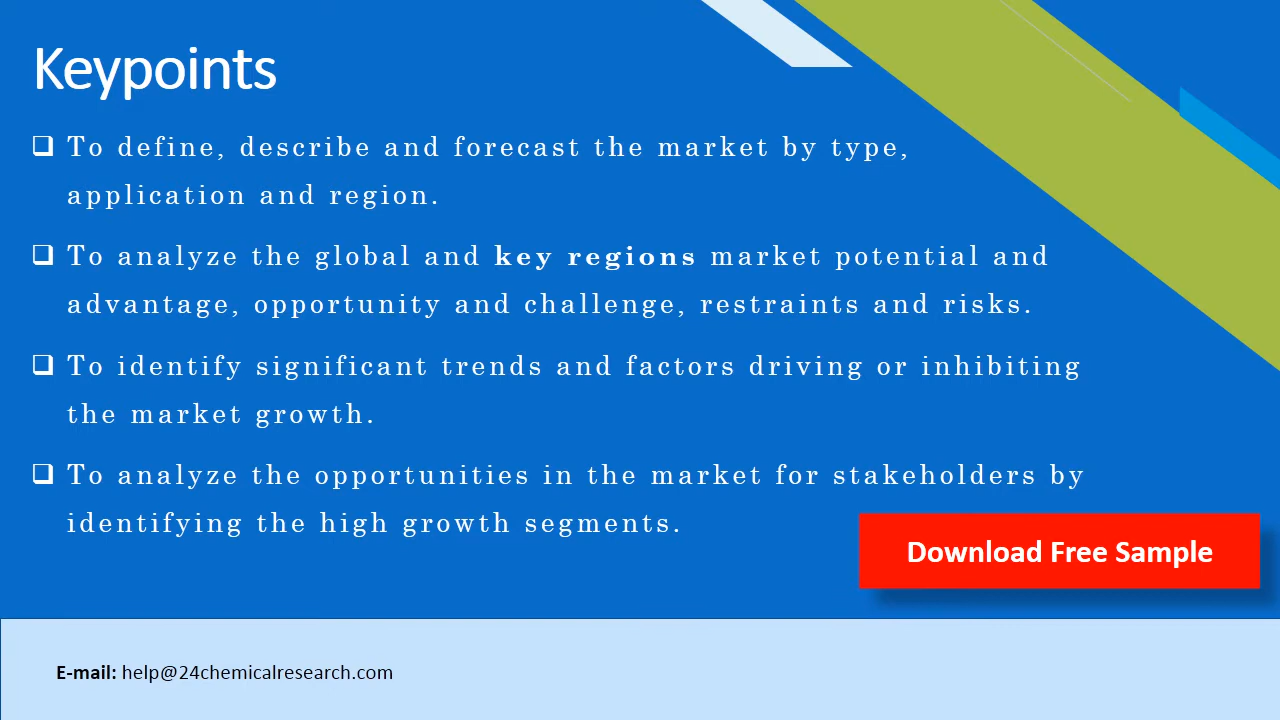 Keypoints
❑ To define, describe and forecast the market by type,
application and region.
❑ To analyze the global and key regions market potential and
advantage, opportunity and challenge, restraints and risks.
❑ To identify significant trends and factors driving or inhibiting
the market growth.
❑ To analyze the opportunities in the market for stakeholders by
identifying the high growth segments.
Download Free Sample
E-mail: help@24chemicalresearch.com